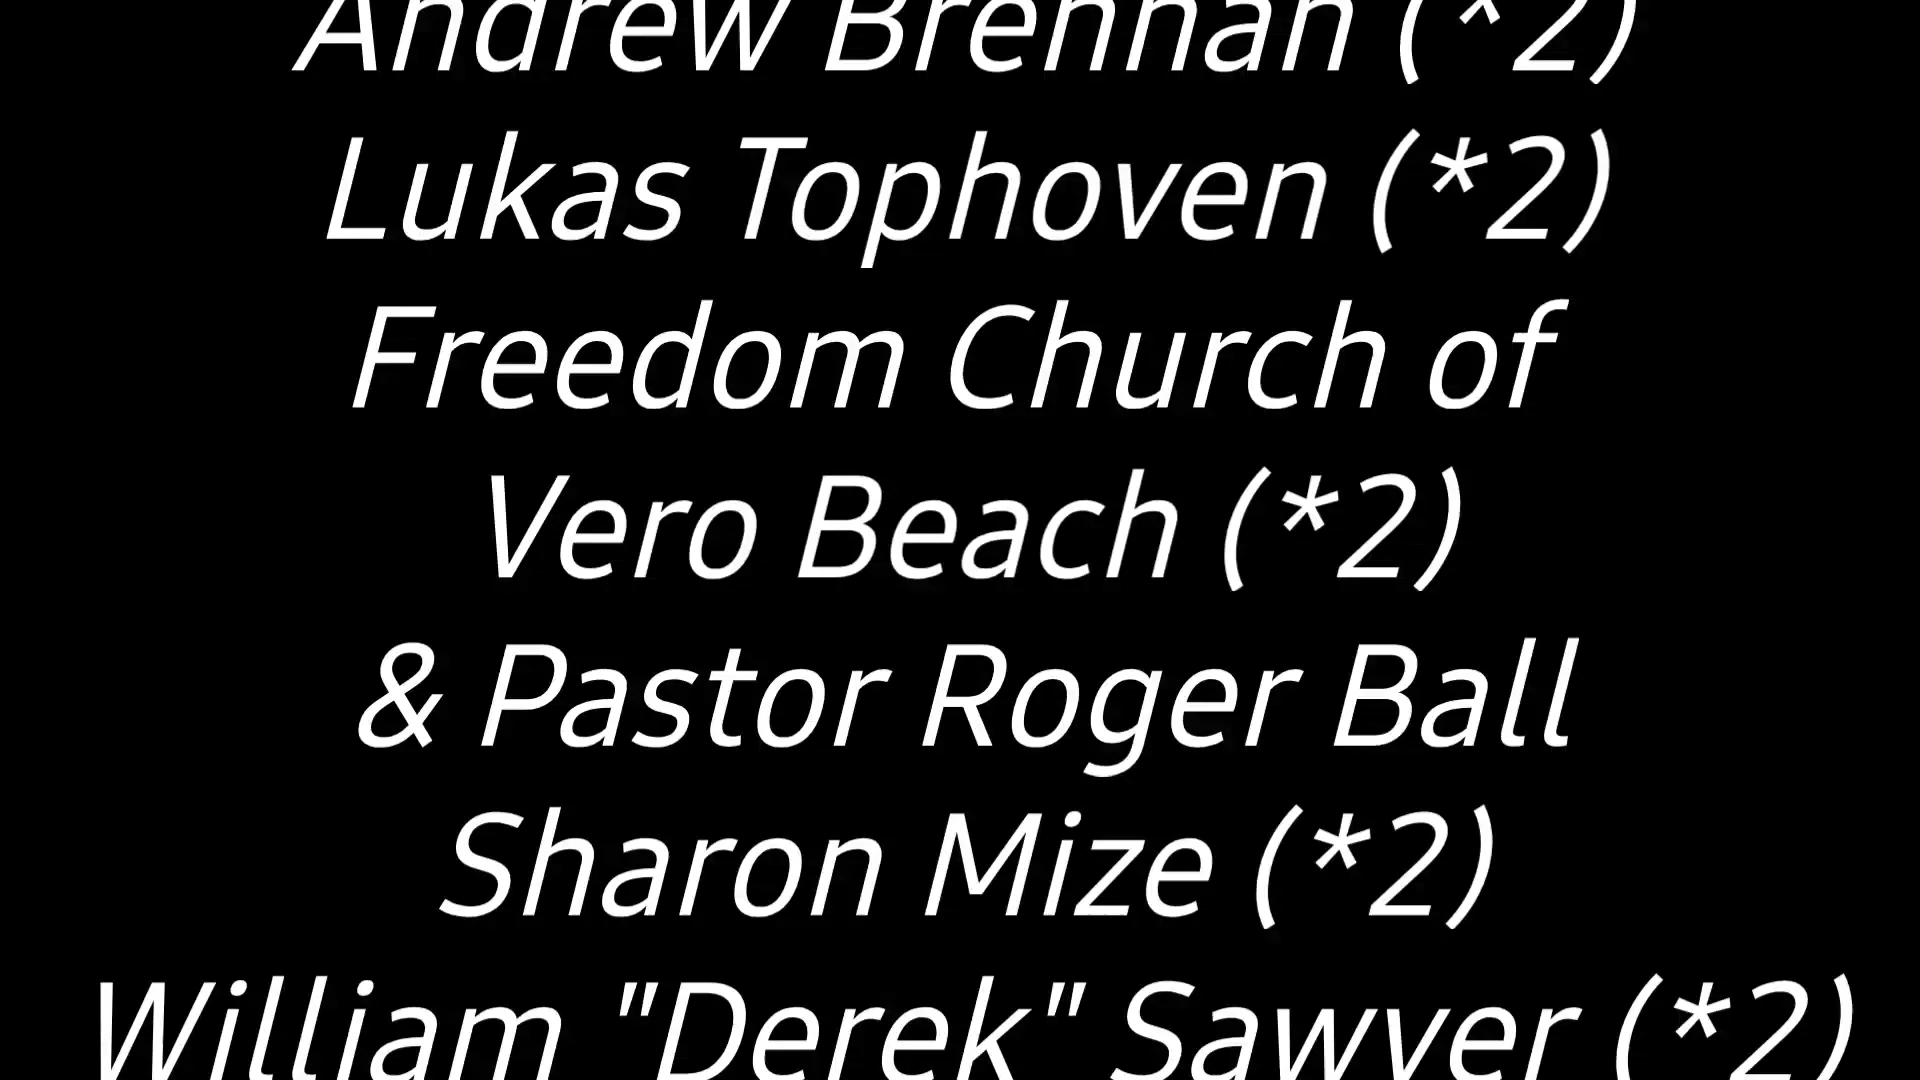 Andrew Brennan (*2)
Lukas Tophoven (*2)
Freedom Church of
Vero Beach (*2)
& Pastor Roger Ball
Sharon Mize (*2)
William "Derek" Sawyer (*2)